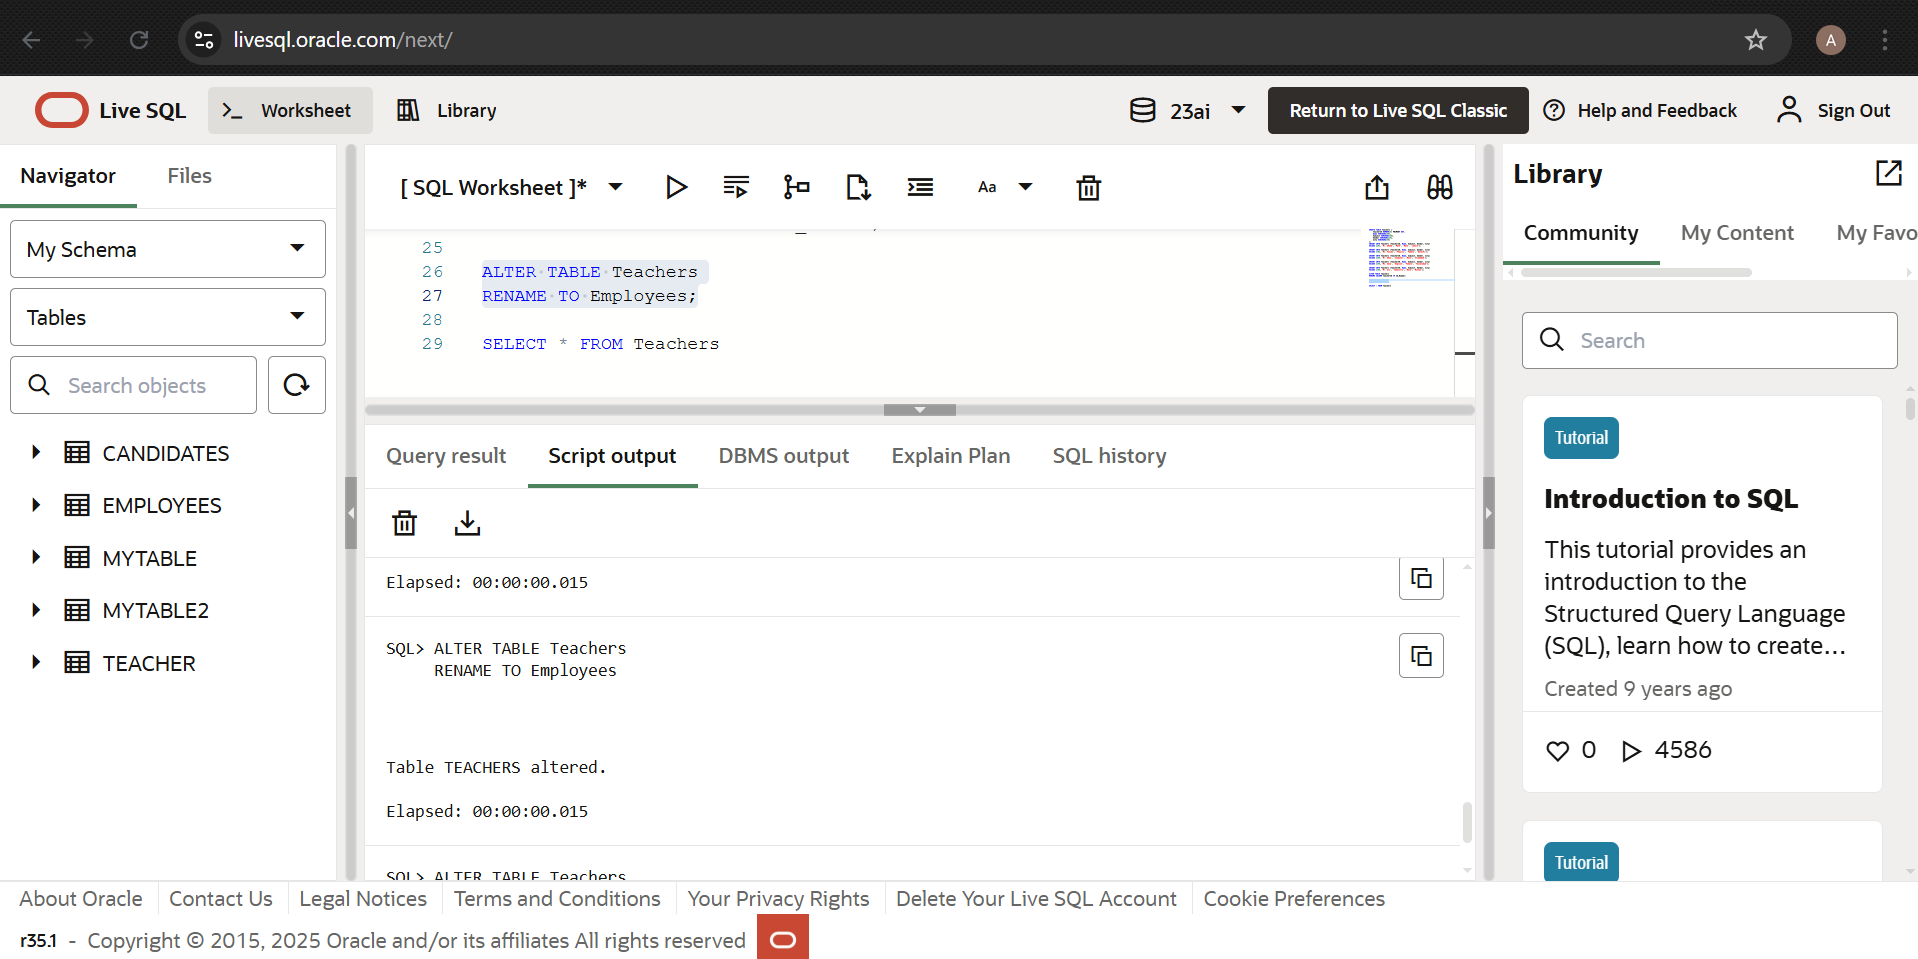 livesql.oracle.com/next/
A
Live SQL
Worksheet
Library
23ai
Return to Live SQL Classic
Help and Feedback
Sign Out
Navigator
Files
My Schema
Tables
Search objects
CANDIDATES
EMPLOYEES
MYTABLE
MYTABLE2
TEACHER
[ SQL Worksheet ]*
Aa
25
26 ALTER TABLE Teachers
27 RENAME TO Employees;
28
29 SELECT * FROM Teachers
Query result
Script output
DBMS output
Explain Plan
SQL history
Elapsed: 00:00:00.015
SQL> ALTER TABLE Teachers
RENAME TO Employees
Table TEACHERS altered.
Elapsed: 00:00:00.015
SQL> ALTER TABLE Teachers
Library
Community
My Content
My Favo
Search
Tutorial
Introduction to SQL
This tutorial provides an
introduction to the
Structured Query Language
(SQL), learn how to create...
Created 9 years ago
0
4586
Tutorial
About Oracle
Contact Us
Legal Notices
Terms and Conditions
Your Privacy Rights
Delete Your Live SQL Account
Cookie Preferences
r35.1 - Copyright © 2015, 2025 Oracle and/or its affiliates All rights reserved